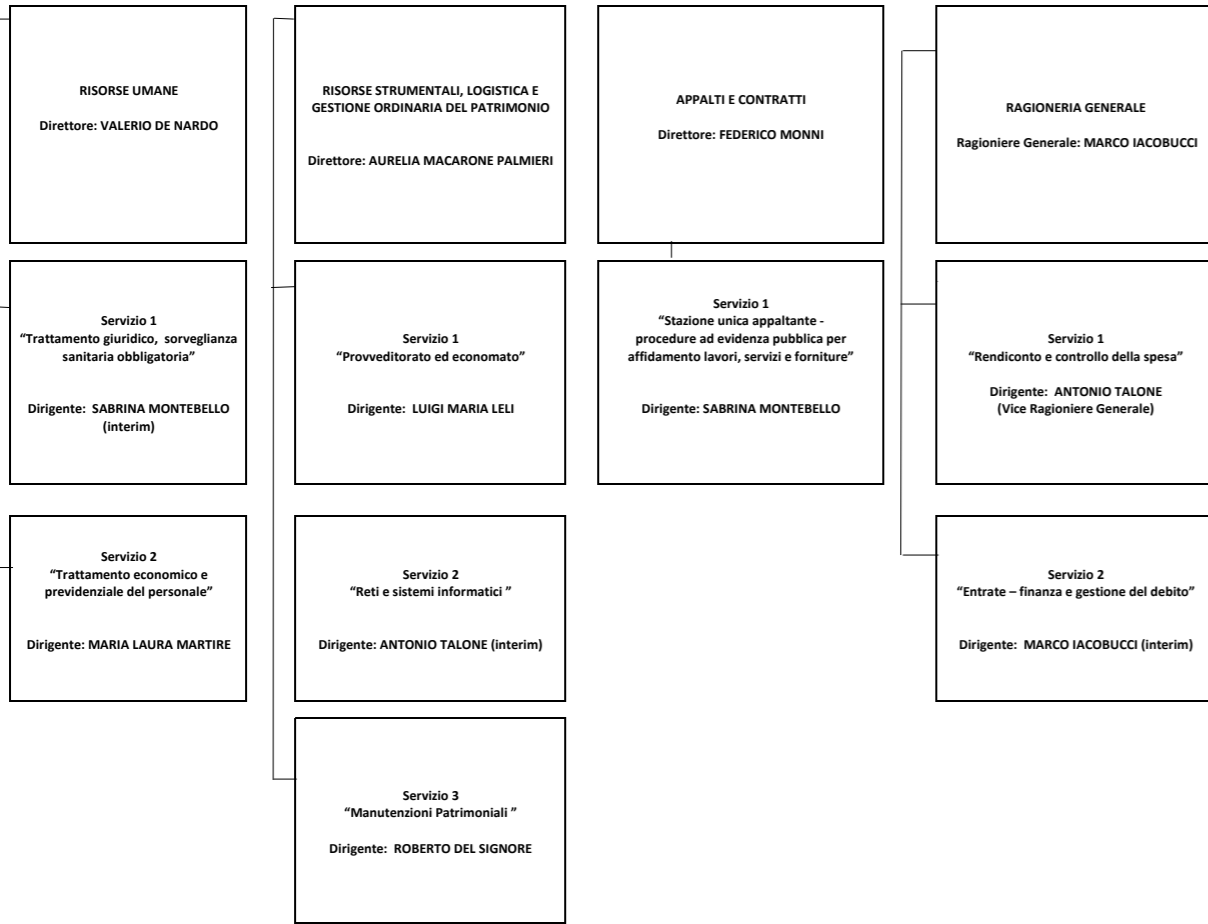 RISORSE UMANE
Direttore: VALERIO DE NARDO
RISORSE STRUMENTALI, LOGISTICA E
GESTIONE ORDINARIA DEL PATRIMONIO
Direttore: AURELIA MACARONE PALMIERI
APPALTI E CONTRATTI
Direttore: FEDERICO MONNI
RAGIONERIA GENERALE
Ragioniere Generale: MARCO IACOBUCCI
Servizio 1
“Trattamento giuridico, sorveglianza
sanitaria obbligatoria”
Dirigente: SABRINA MONTEBELLO
(interim)
Servizio 1
“Provveditorato ed economato”
Dirigente: LUIGI MARIA LELI
Servizio 1
“Stazione unica appaltante -
procedure ad evidenza pubblica per
affidamento lavori, servizi e forniture”
Dirigente: SABRINA MONTEBELLO
Servizio 1
“Rendiconto e controllo della spesa”
Dirigente: ANTONIO TALONE
(Vice Ragioniere Generale)
Servizio 2
“Trattamento economico e
previdenziale del personale”
Dirigente: MARIA LAURA MARTIRE
Servizio 2
“Reti e sistemi informatici ”
Dirigente: ANTONIO TALONE (interim)
Servizio 2
“Entrate – finanza e gestione del debito”
Dirigente: MARCO IACOBUCCI (interim)
Servizio 3
“Manutenzioni Patrimoniali ”
Dirigente: ROBERTO DEL SIGNORE